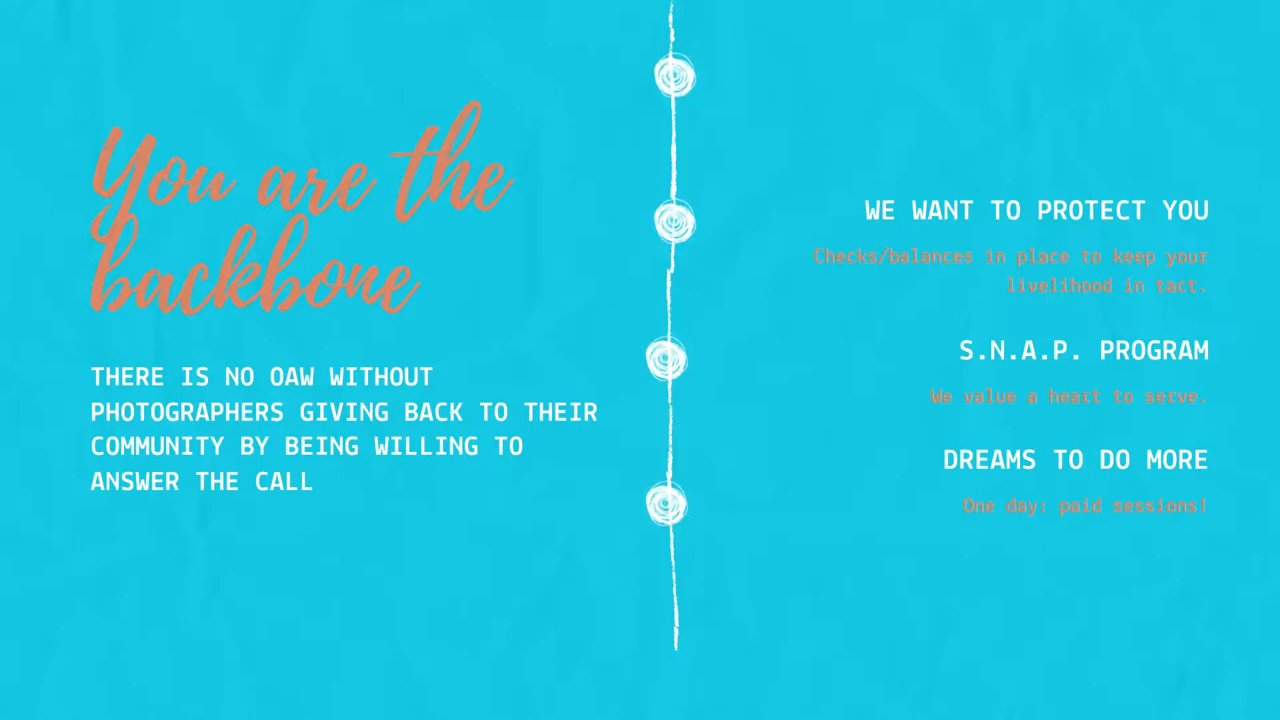 You are the
backbone
THERE IS NO OAW WITHOUT
PHOTOGRAPHERS GIVING BACK TO THEIR
COMMUNITY BY BEING WILLING TO
ANSWER THE CALL
WE WANT TO PROTECT YOU
Checks/balances in place to keep your
livelihood in tact.
S.N.A.P. PROGRAM
We value a heart to serve.
DREAMS TO DO MORE
One day: paid sessions!